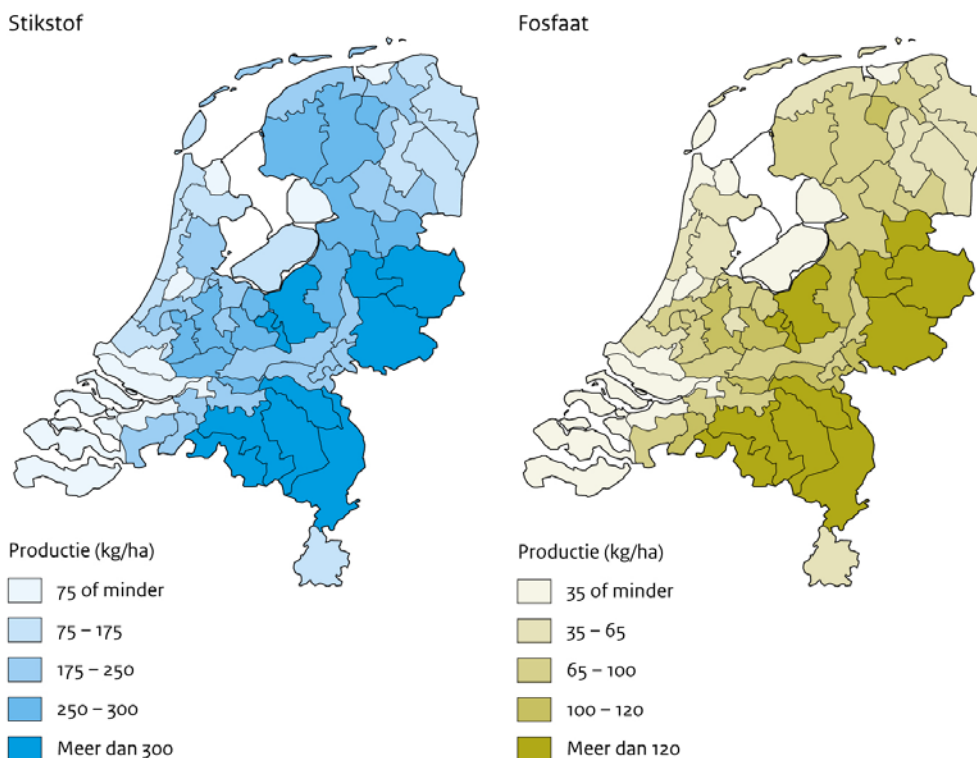 Stikstof
Productie (kg/ha)
75 of minder
75 – 175
175 – 250
250 – 300
Meer dan 300
Fosfaat
Productie (kg/ha)
35 of minder
35 – 65
65 – 100
100 – 120
Meer dan 120